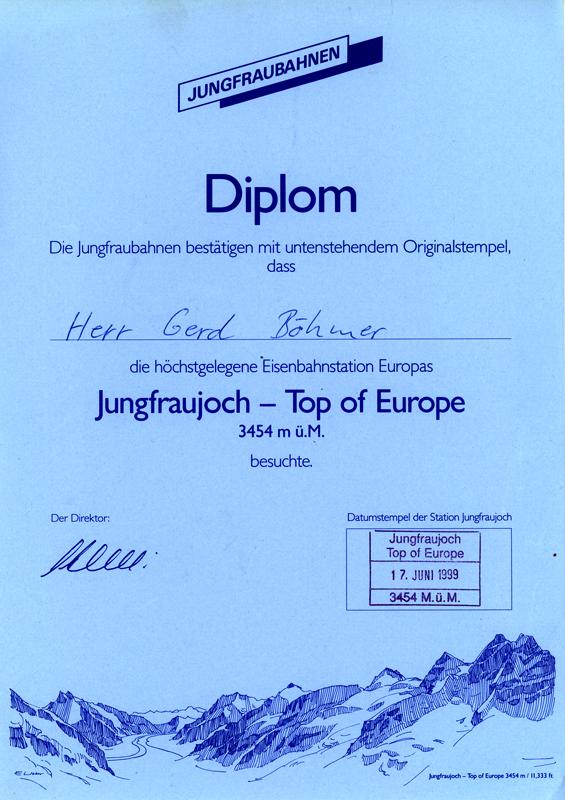 JUNGFRAUBAHNEN
Diplom
Die Jungfraubahnen bestätigen mit untenstehendem Originalstempel,
dass
Herr Gerd Böhmer
die höchstgelegene Eisenbahnstation Europas
Jungfraujoch – Top of Europe
3454 m ü.M.
besuchte.
Der Direktor:
Datumstempel der Station Jungfraujoch
Jungfraujoch
Top of Europe
17. JUNI 1999
3454 M.ü.M.
Jungfraujoch – Top of Europe 3454 m / 11,333 ft